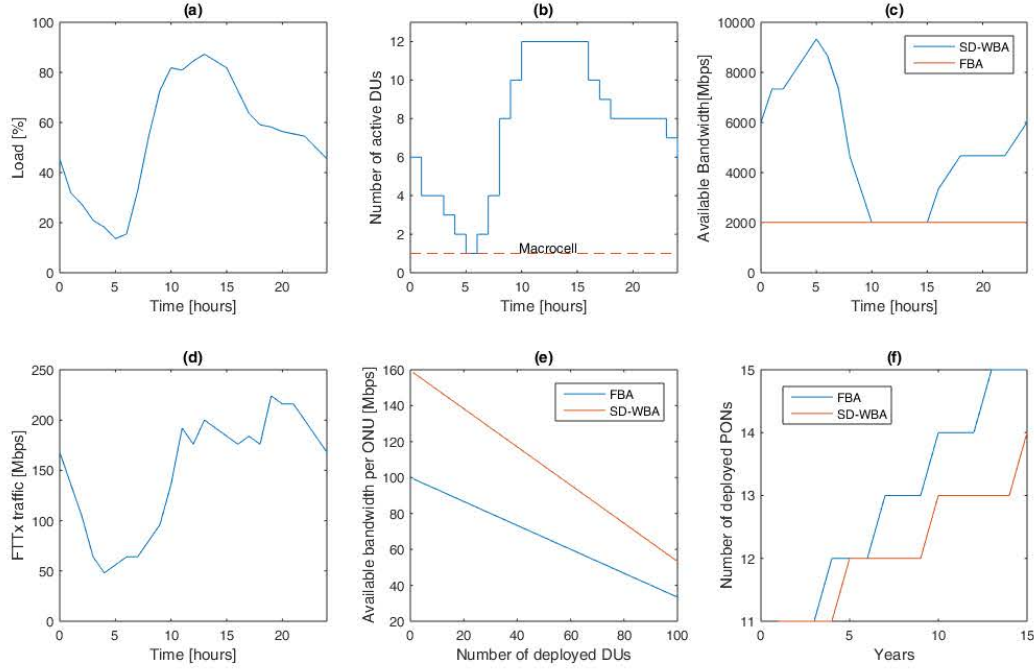 (a)
100
80
60
40
20
0
Load [%]
0 5 10 15 20
Time [hours]
(b)
12
10
8
6
4
2
0
Number of active DUs
Macrocell
0 5 10 15 20
Time [hours]
(c)
10000
8000
6000
4000
2000
0
Available Bandwidth[Mbps]
SD-WBA
FBA
0 5 10 15 20
Time [hours]
(d)
250
200
150
100
50
0
FTTx traffic [Mbps]
0 5 10 15 20
Time [hours]
(e)
160
140
120
100
80
60
40
20
Available bandwidth per ONU [Mbps]
FBA
SD-WBA
0 20 40 60 80 100
Number of deployed DUs
(f)
15
14
13
12
11
Number of deployed PONs
FBA
SD-WBA
0 5 10 15
Years